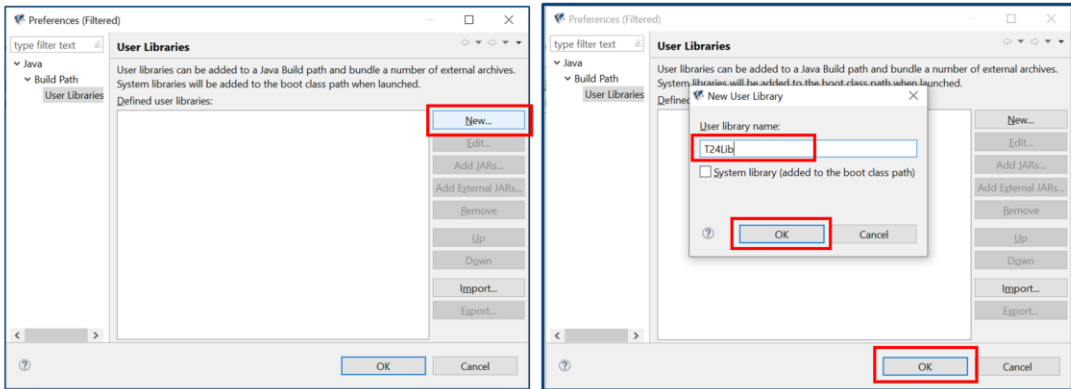 Preferences (Filtered)
type filter text
Java
Build Path
User Libraries
User Libraries
User libraries can be added to a Java Build path and bundle a number of external archives.
System libraries will be added to the boot class path when launched.
Defined user libraries:
New...
Edit...
Add JARs...
Add External JARs...
Remove
Up
Down
Import...
Export...
OK
Cancel
Preferences (Filtered)
type filter text
Java
Build Path
User Libraries
User Libraries
User libraries can be added to a Java Build path and bundle a number of external archives.
System libraries will be added to the boot class path when launched.
Defined
New User Library
User library name:
T24Lib
System library (added to the boot class path)
OK
Cancel
New...
Edit...
Add JARs...
Add External JARs...
Remove
Up
Down
Import...
Export...
OK
Cancel